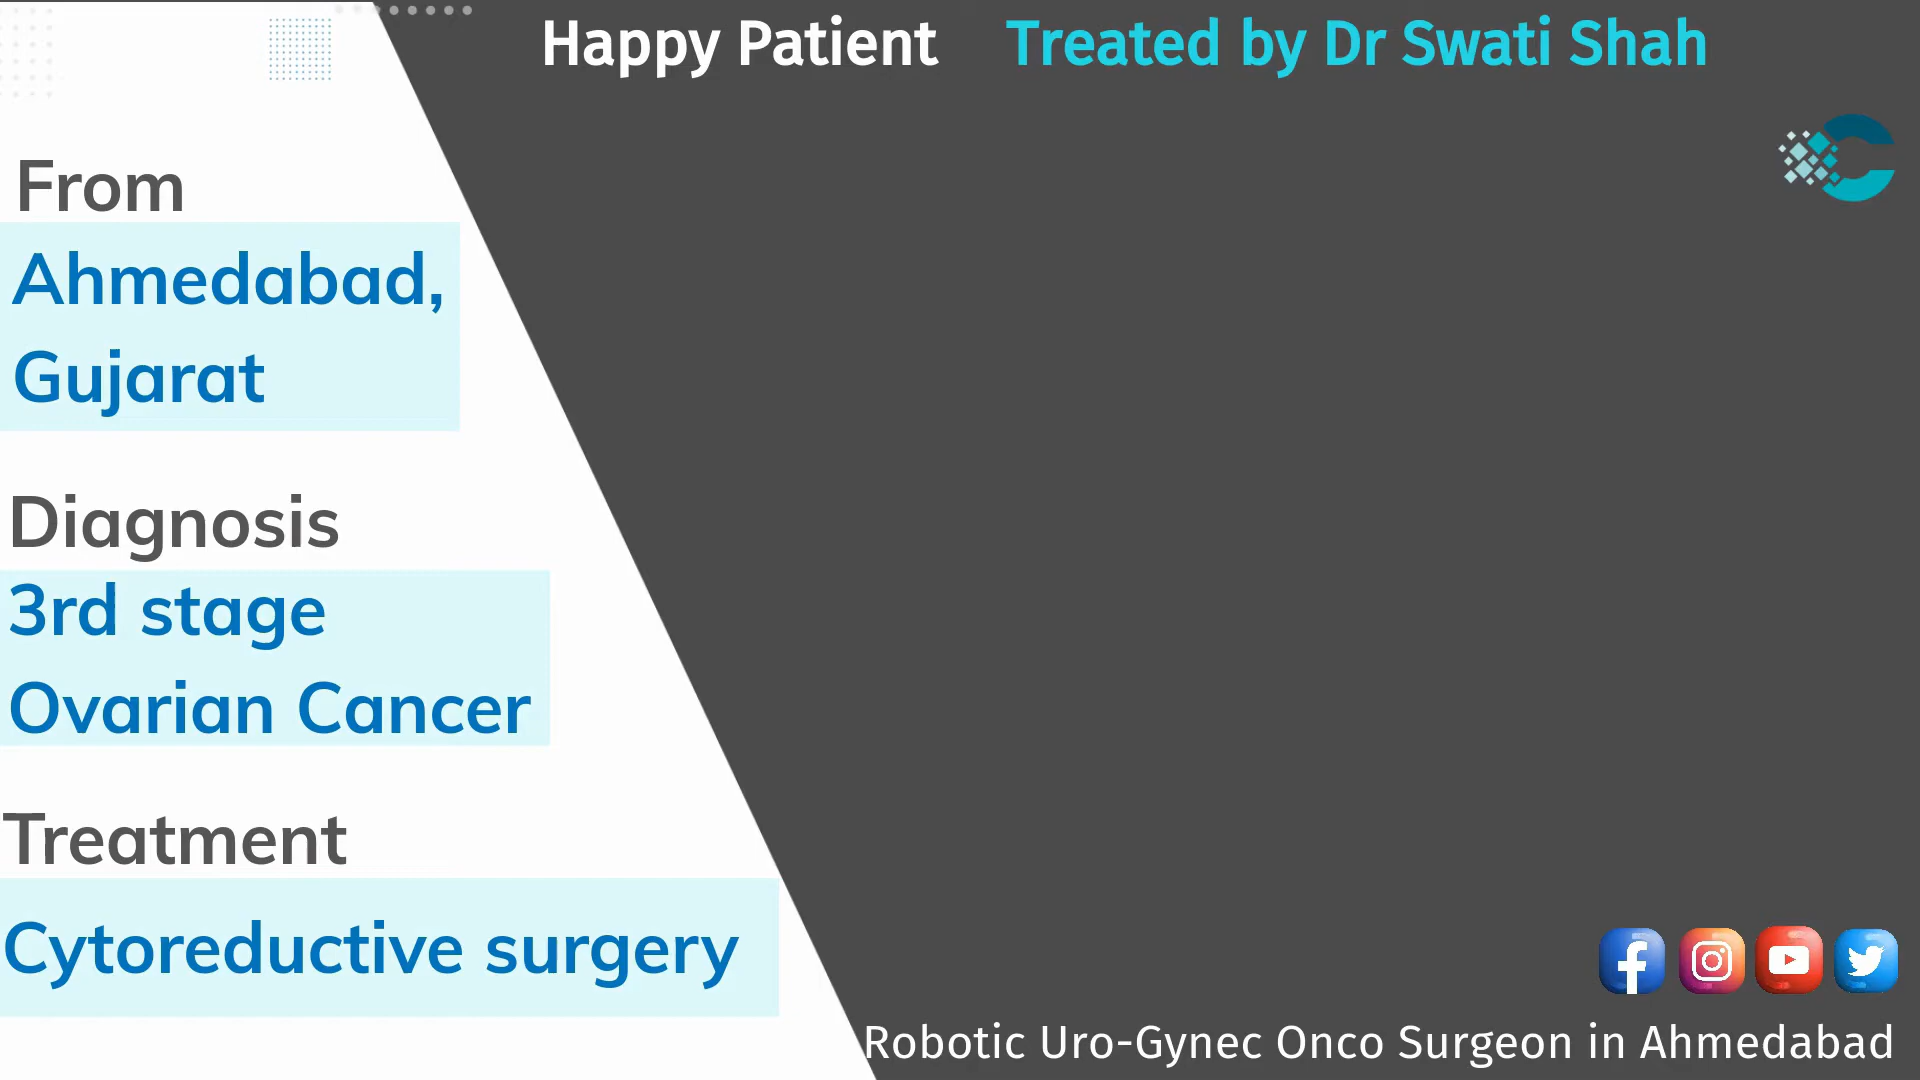 Happy Patient Treated by Dr Swati Shah
From
Ahmedabad,
Gujarat
Diagnosis
3rd stage
Ovarian Cancer
Treatment
Cytoreductive surgery
Robotic Uro-Gynec Onco Surgeon in Ahmedabad